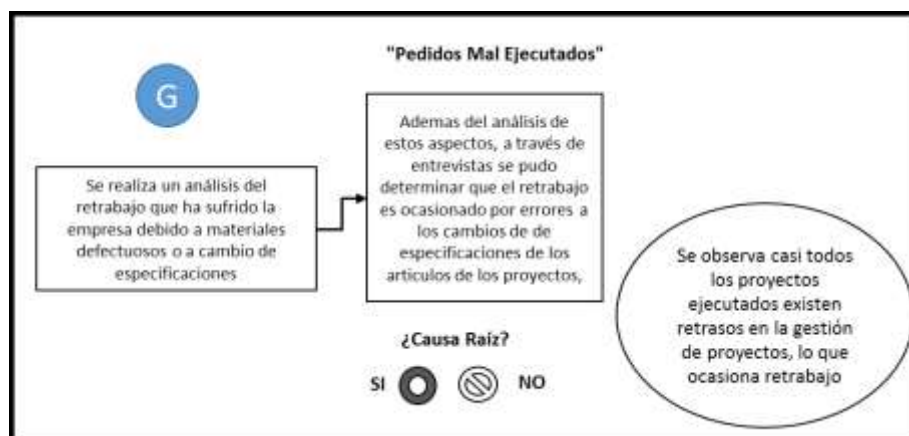 "Pedidos Mal Ejecutados"
G
Se realiza un análisis del
retrabajo que ha sufrido la
empresa debido a materiales
defectuosos o a cambio de
especificaciones
Ademas del análisis de
estos aspectos, a través de
entrevistas se pudo
determinar que el retrabajo
es ocasionado por errores a
los cambios de de
especificaciones de los
articulos de los proyectos,
Se observa casi todos
los proyectos
ejecutados existen
retrasos en la gestión
de proyectos, lo que
ocasiona retrabajo
¿Causa Raíz?
SI NO